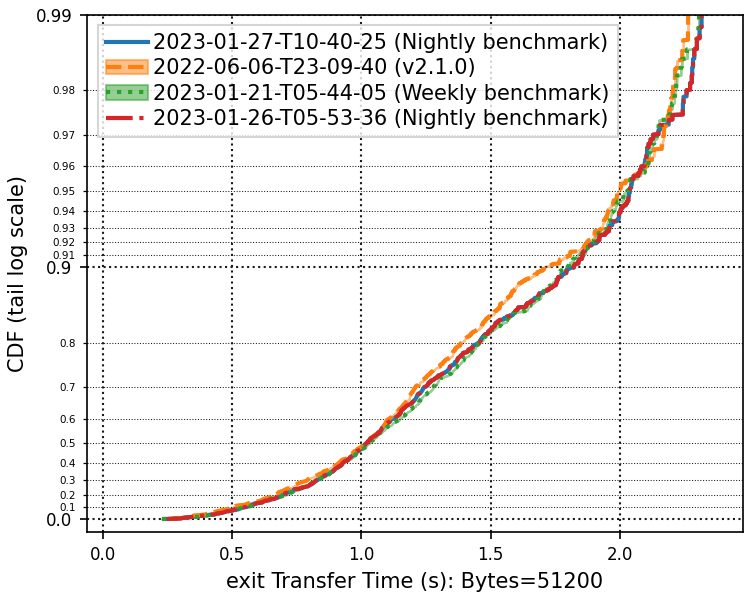 0.99
2023-01-27-T10-40-25 (Nightly benchmark)
2022-06-06-T23-09-40 (v2.1.0)
2023-01-21-T05-44-05 (Weekly benchmark)
2023-01-26-T05-53-36 (Nightly benchmark)
0.98
0.97
0.96
0.95
0.94
0.93
0.92
0.91
0.9
0.8
0.7
0.6
0.5
0.4
0.3
0.2
0.1
0.0
CDF (tail log scale)
0.0 0.5 1.0 1.5 2.0
exit Transfer Time (s): Bytes=51200